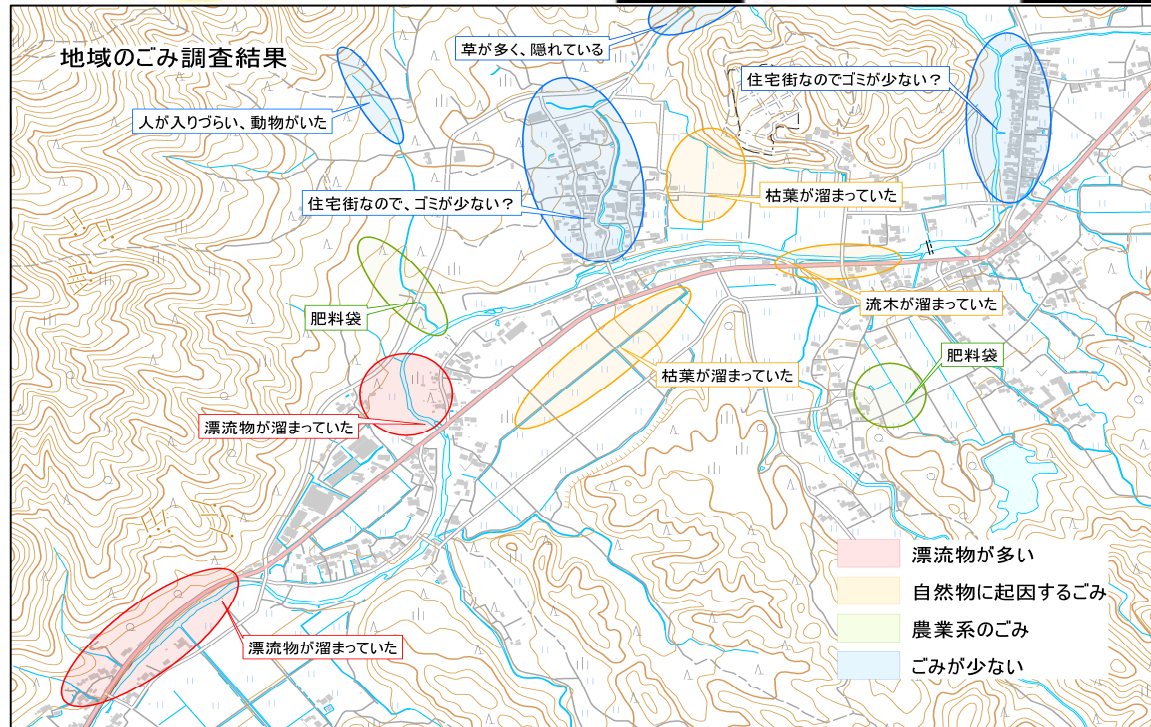 地域のごみ調査結果
草が多く、隠れている
住宅街なのでゴミが少ない？
人が入りづらい、動物がいた
住宅街なので、ゴミが少ない？
枯葉が溜まっていた
流木が溜まっていた
肥料袋
肥料袋
枯葉が溜まっていた
漂流物が溜まっていた
漂流物が溜まっていた
漂流物が多い
自然物に起因するごみ
農業系のごみ
ごみが少ない